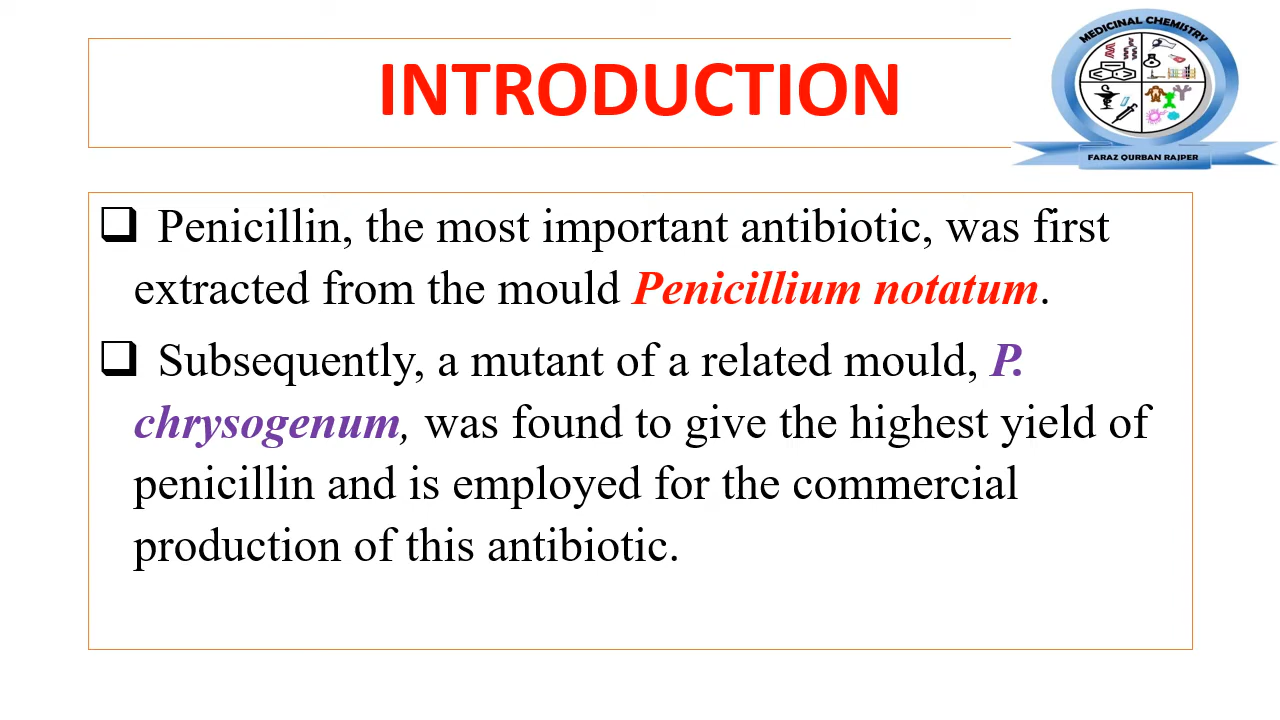 INTRODUCTION
MEDICINAL CHEMISTRY
FARAZ QURBAN RAJPER
❑ Penicillin, the most important antibiotic, was first
extracted from the mould Penicillium notatum.
❑ Subsequently, a mutant of a related mould, P.
chrysogenum, was found to give the highest yield of
penicillin and is employed for the commercial
production of this antibiotic.